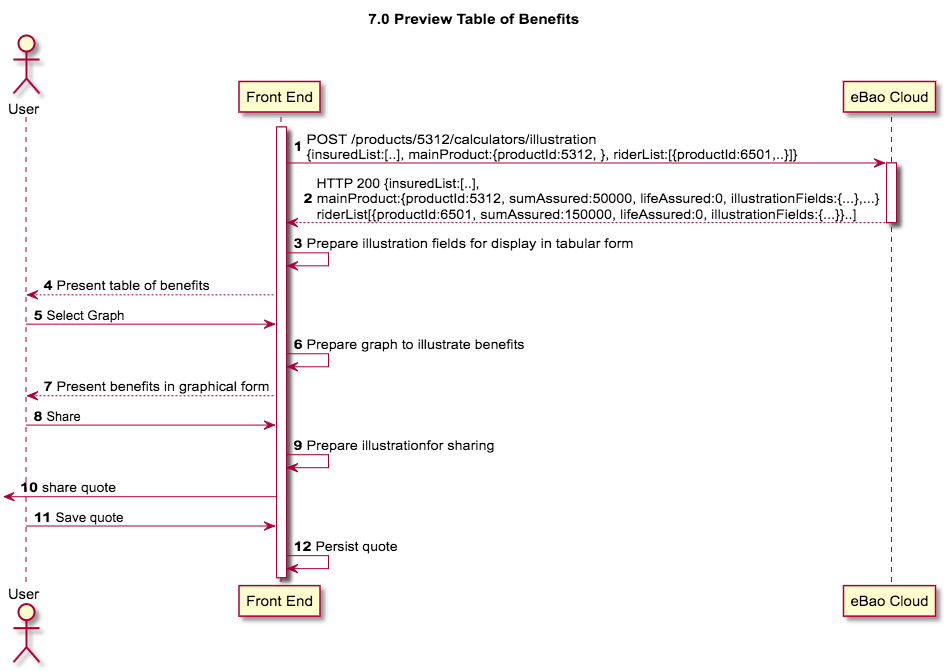 7.0 Preview Table of Benefits
User
Front End
eBao Cloud
1 POST /products/5312/calculators/illustration
{insuredList:[..], mainProduct:{productId:5312, }, riderList:[{productId:6501,..}]}
HTTP 200 {insuredList:[..],
2 mainProduct:{productId:5312, sumAssured:50000, lifeAssured:0, illustrationFields:{...},...}
riderList[{productId:6501, sumAssured:150000, lifeAssured:0, illustrationFields:{...}}..]
3 Prepare illustration fields for display in tabular form
4 Present table of benefits
5 Select Graph
6 Prepare graph to illustrate benefits
7 Present benefits in graphical form
8 Share
9 Prepare illustrationfor sharing
10 share quote
11 Save quote
12 Persist quote
User
Front End
eBao Cloud